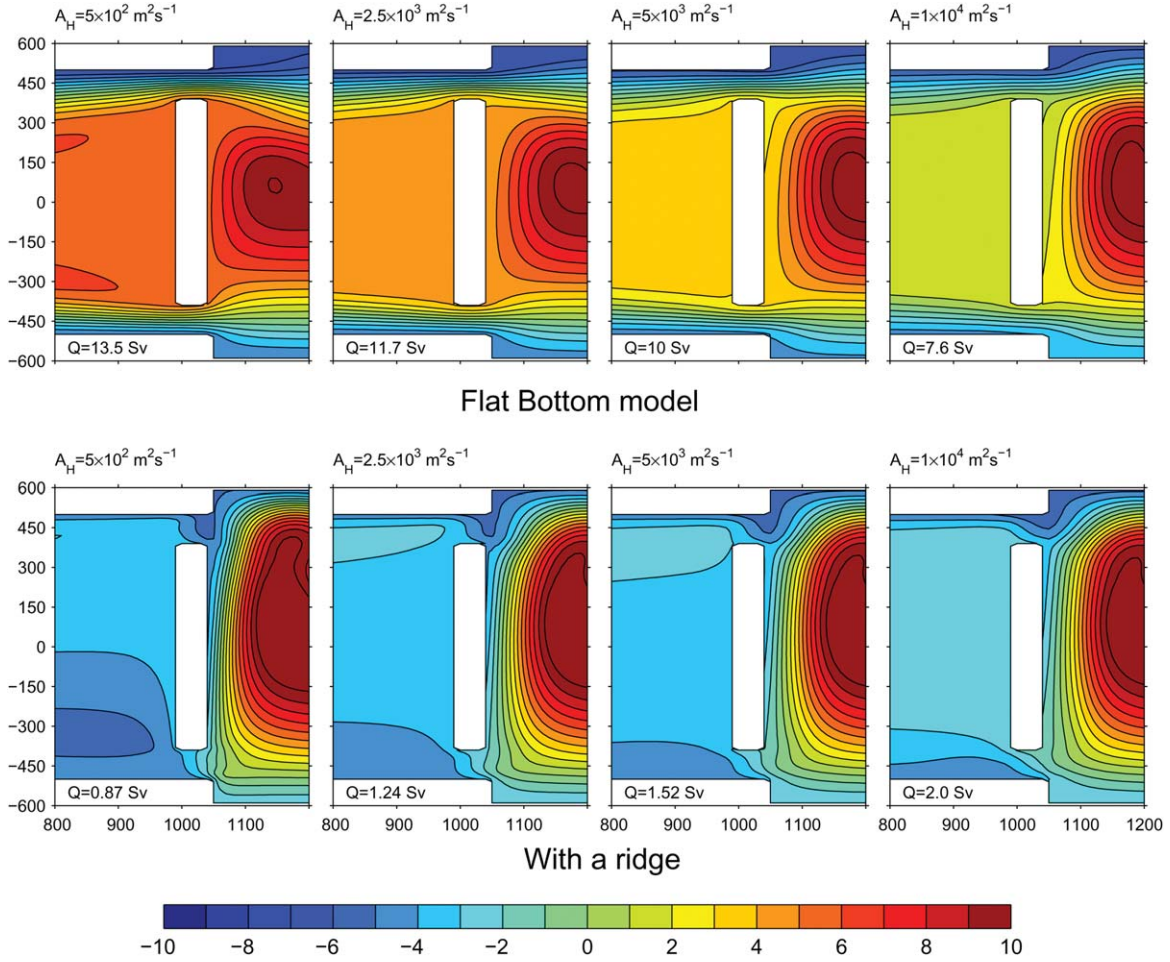 A_H=5×10² m²s⁻¹ A_H=2.5×10³ m²s⁻¹ A_H=5×10³ m²s⁻¹ A_H=1×10⁴ m²s⁻¹
600
450
300
150
0
−150
−300
−450
−600
Q=13.5 Sv Q=11.7 Sv Q=10 Sv Q=7.6 Sv
Flat Bottom model
A_H=5×10² m²s⁻¹ A_H=2.5×10³ m²s⁻¹ A_H=5×10³ m²s⁻¹ A_H=1×10⁴ m²s⁻¹
600
450
300
150
0
−150
−300
−450
−600
Q=0.87 Sv Q=1.24 Sv Q=1.52 Sv Q=2.0 Sv
800 900 1000 1100 800 900 1000 1100 800 900 1000 1100 800 900 1000 1100 1200
With a ridge
−10 −8 −6 −4 −2 0 2 4 6 8 10